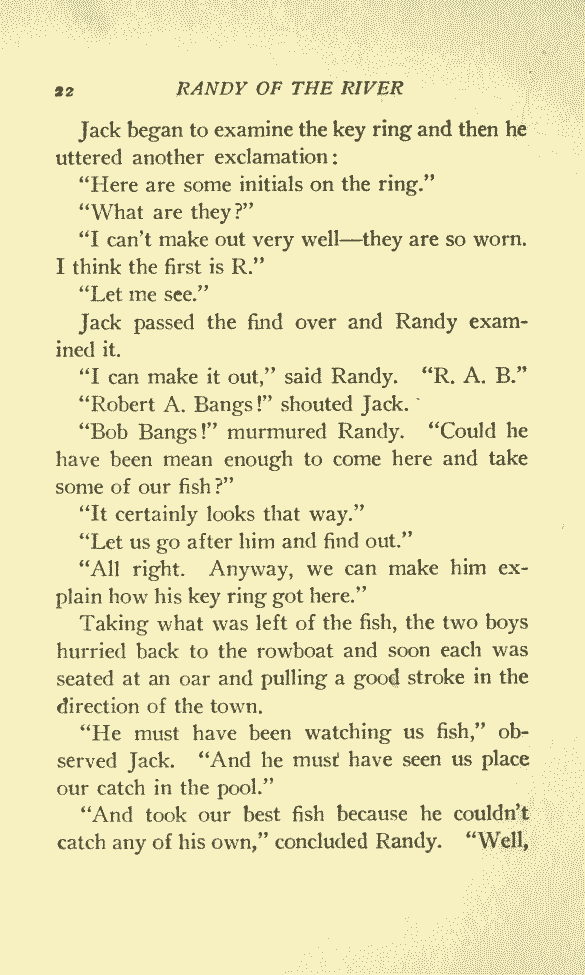 22 RANDY OF THE RIVER
Jack began to examine the key ring and then he
uttered another exclamation:
“Here are some initials on the ring.”
“What are they?”
“I can't make out very well—they are so worn.
I think the first is R.”
“Let me see.”
Jack passed the find over and Randy exam-
ined it.
“I can make it out,” said Randy. “R. A. B.”
“Robert A. Bangs!” shouted Jack.
“Bob Bangs!” murmured Randy. “Could he
have been mean enough to come here and take
some of our fish?”
“It certainly looks that way.”
“Let us go after him and find out.”
“All right. Anyway, we can make him ex-
plain how his key ring got here.”
Taking what was left of the fish, the two boys
hurried back to the rowboat and soon each was
seated at an oar and pulling a good stroke in the
direction of the town.
“He must have been watching us fish,” ob-
served Jack. “And he must have seen us place
our catch in the pool.”
“And took our best fish because he couldn't
catch any of his own,” concluded Randy. “Well,